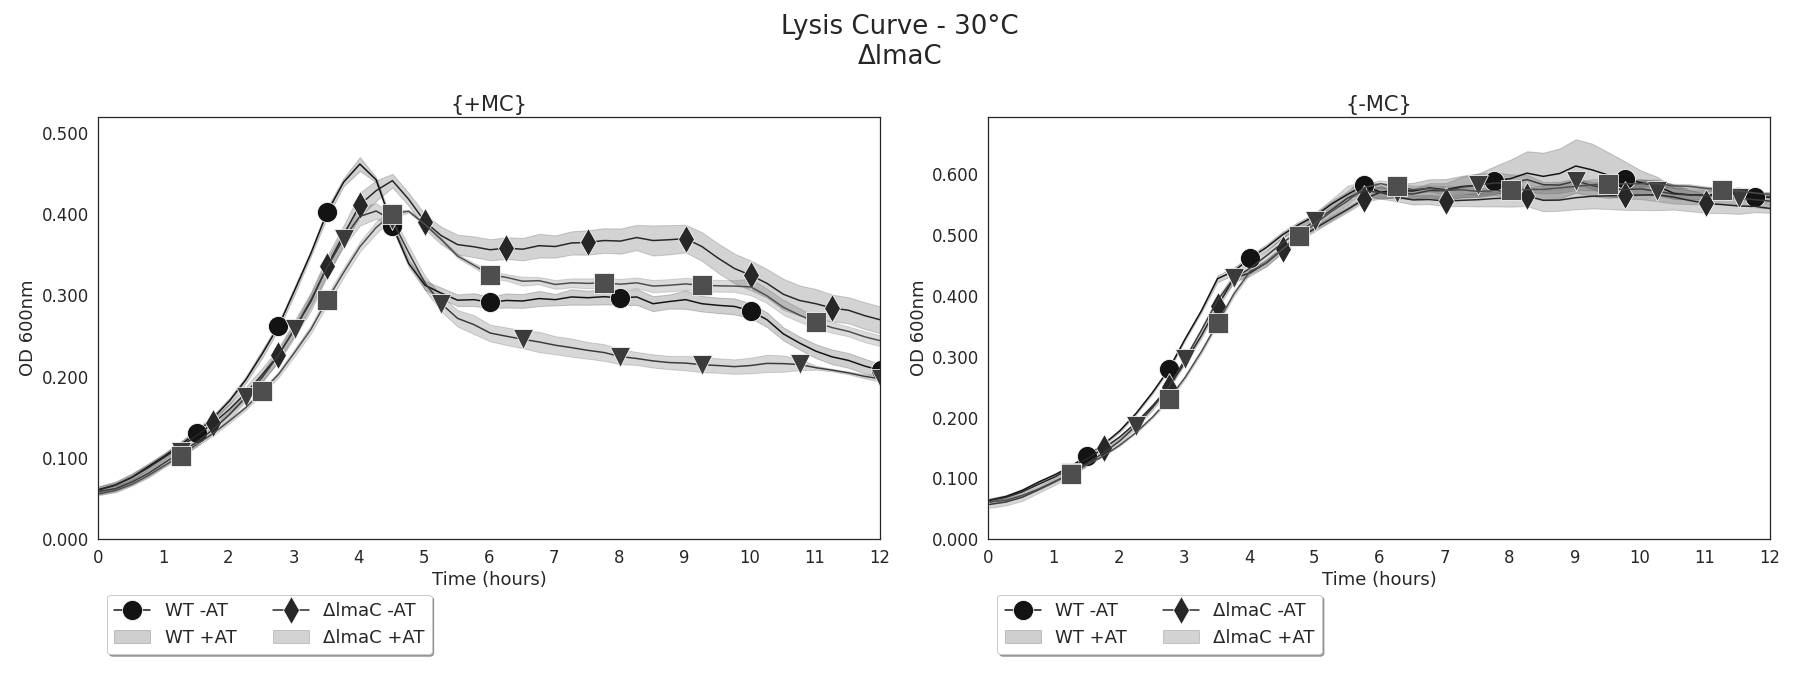 Lysis Curve - 30°C
ΔlmaC
{+MC}
OD 600nm
0.500
0.400
0.300
0.200
0.100
0.000
0 1 2 3 4 5 6 7 8 9 10 11 12
Time (hours)
WT -AT ΔlmaC -AT
WT +AT ΔlmaC +AT
{-MC}
OD 600nm
0.600
0.500
0.400
0.300
0.200
0.100
0.000
0 1 2 3 4 5 6 7 8 9 10 11 12
Time (hours)
WT -AT ΔlmaC -AT
WT +AT ΔlmaC +AT